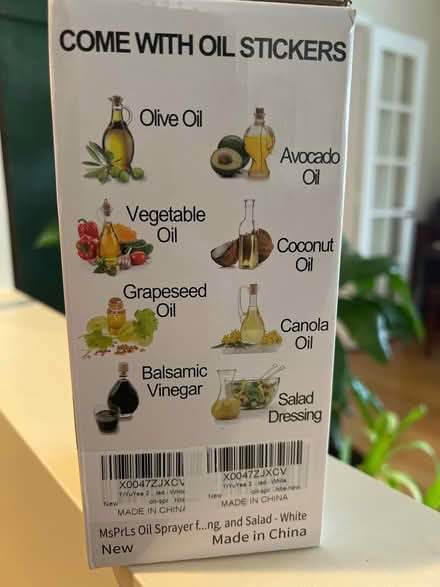 COME WITH OIL STICKERS
Olive Oil
Avocado
Oil
Vegetable
Oil
Coconut
Oil
Grapeseed
Oil
Canola
Oil
Balsamic
Vinegar
Salad
Dressing
X0047ZJXCV
X0047ZJXCV
New
MADE IN CHINA
MADE IN CHINA
MsPrLs Oil Sprayer f...ng, and Salad - White
New
Made in China